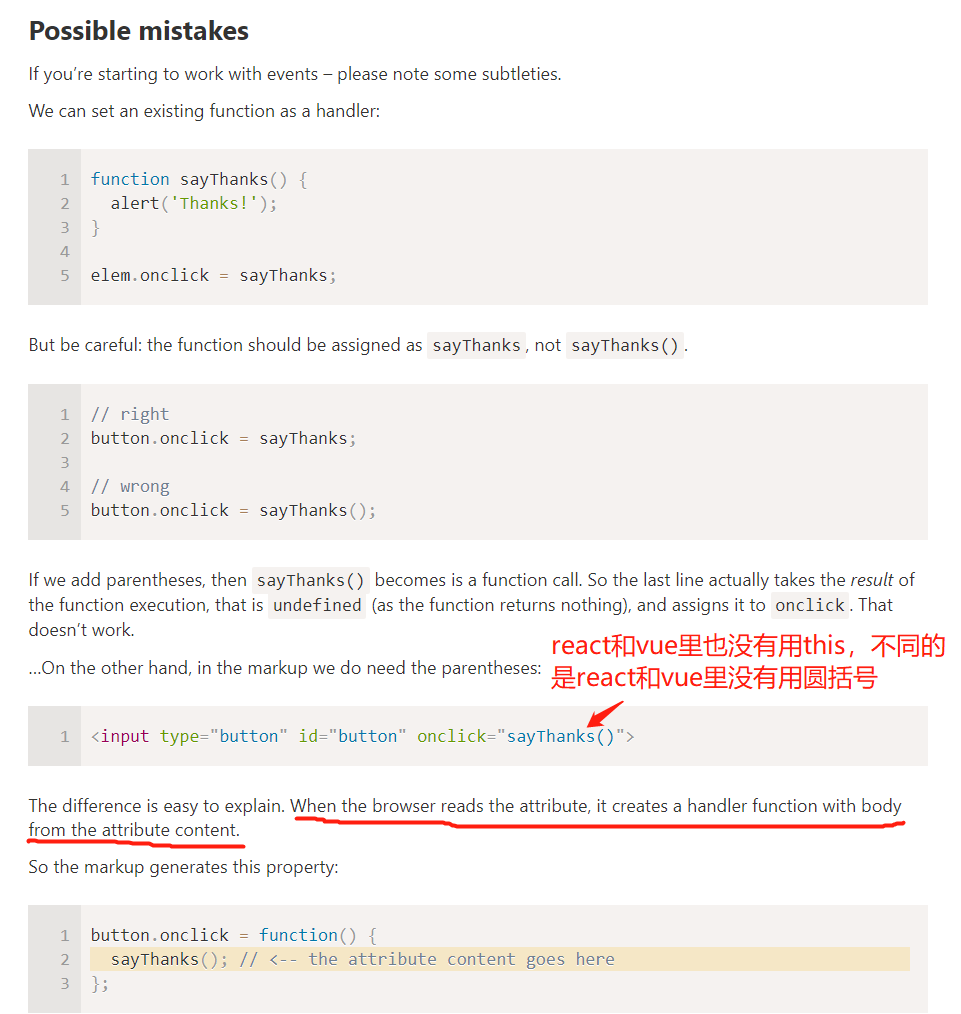 Possible mistakes
If you’re starting to work with events – please note some subtleties.
We can set an existing function as a handler:
1 function sayThanks() {
2   alert('Thanks!');
3 }
4
5 elem.onclick = sayThanks;
But be careful: the function should be assigned as sayThanks, not sayThanks().
1 // right
2 button.onclick = sayThanks;
3
4 // wrong
5 button.onclick = sayThanks();
If we add parentheses, then sayThanks() becomes is a function call. So the last line actually takes the result of
the function execution, that is undefined (as the function returns nothing), and assigns it to onclick. That
doesn’t work.
…On the other hand, in the markup we do need the parentheses:
react和vue里也没有用this，不同的
是react和vue里没有用圆括号
1 <input type="button" id="button" onclick="sayThanks()">
The difference is easy to explain. When the browser reads the attribute, it creates a handler function with body
from the attribute content.
So the markup generates this property:
1 button.onclick = function() {
2   sayThanks(); // <-- the attribute content goes here
3 };